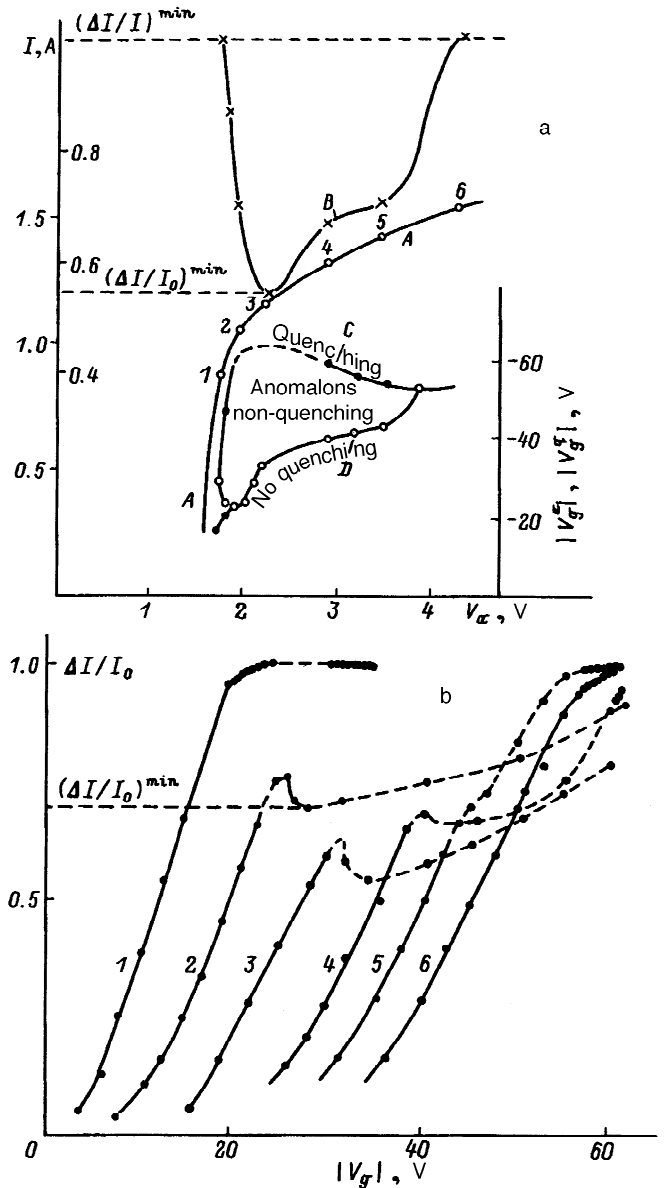 (ΔI/I)^min
I,A
a
0.8
1.5
B
6
5
A
4
0.6
(ΔI/I₀)^min
3
2
C
1.0
Quenc/hing
60
1
0.4
Anomalons
non-quenching
40
0.5
A
No quenching
D
20
1 2 3 4 V , V
1.0 ΔI/I₀
b
(ΔI/I₀)^min
0.5
1 2 3 4 5 6
0 20 40 60
|Vg| , V